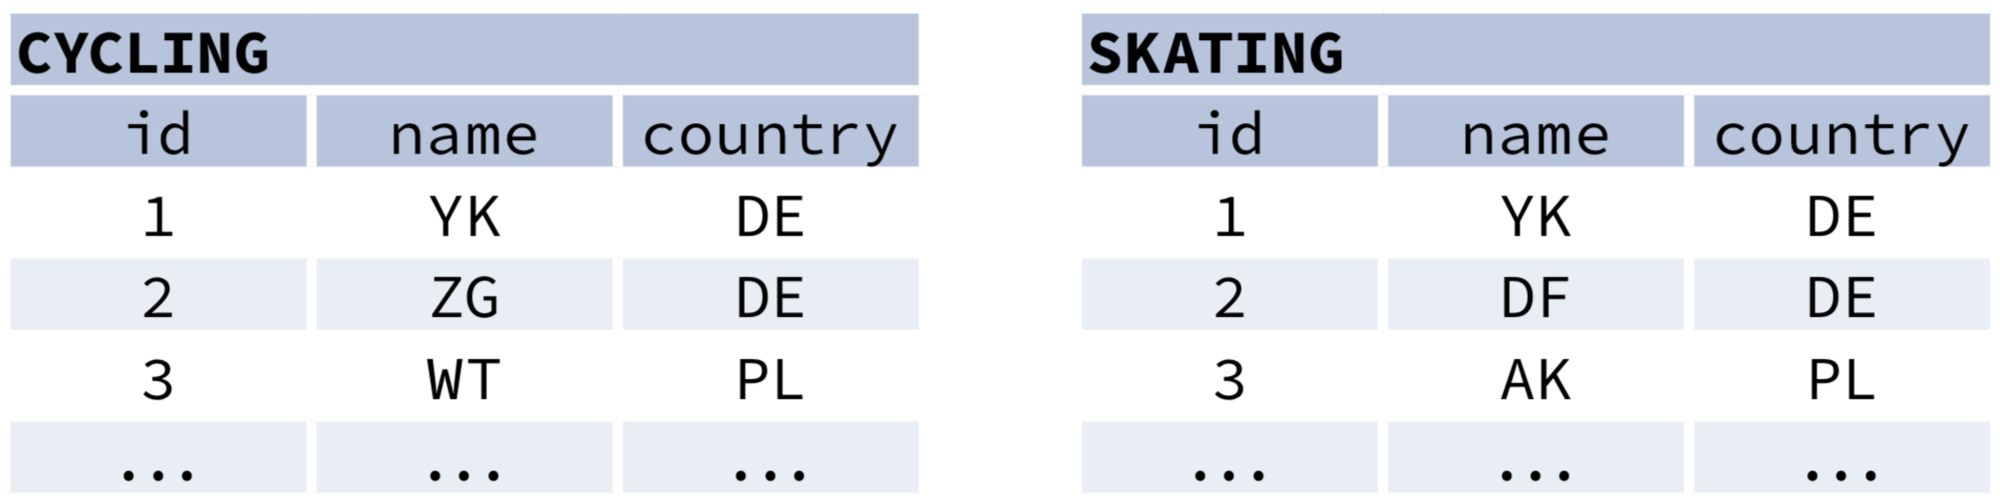 CYCLING
id name country
1 YK DE
2 ZG DE
3 WT PL
... ... ...
SKATING
id name country
1 YK DE
2 DF DE
3 AK PL
... ... ...